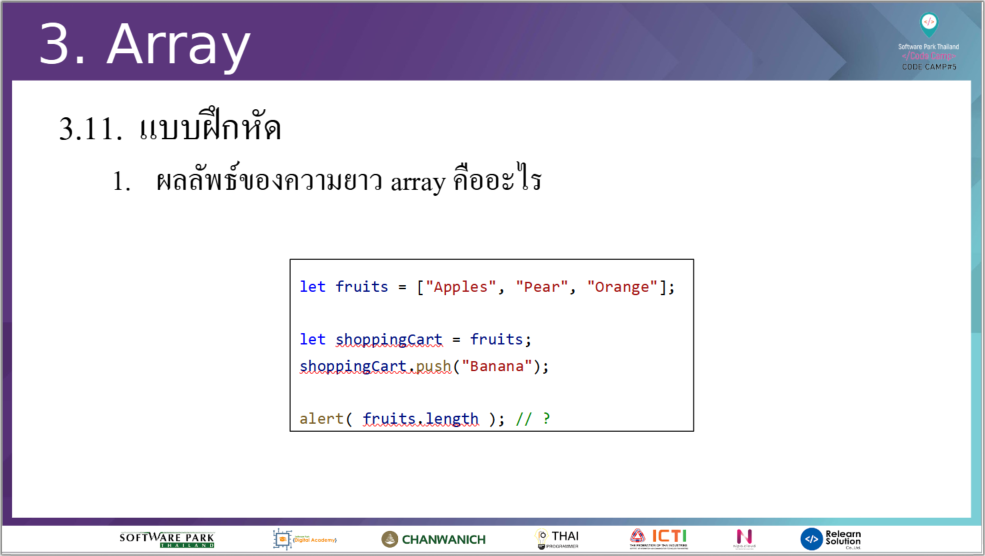 3. Array
Software Park Thailand
</Code Camp>
CODE CAMP#5
3.11. แบบฝึกหัด
1. ผลลัพธ์ของความยาว array คืออะไร
let fruits = ["Apples", "Pear", "Orange"];
let shoppingCart = fruits;
shoppingCart.push("Banana");
alert( fruits.length ); // ?
SOFTWARE PARK
THAILAND
(Digital Academy)
CHANWANICH
THAI
PROGRAMMER
ICTI
N
</>
Relearn
Solution
Co., Ltd.